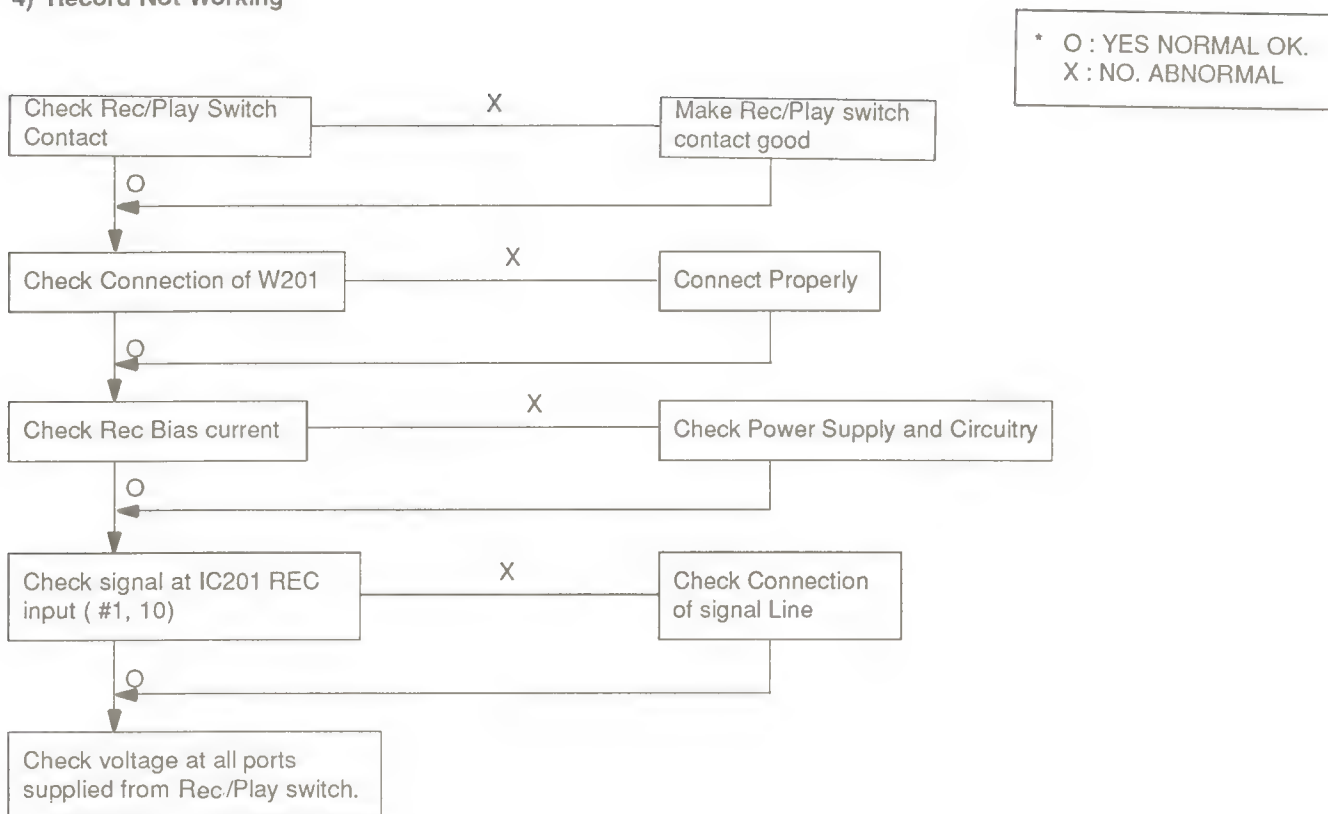 4) Record Not Working
* O : YES NORMAL OK.
X : NO. ABNORMAL
Check Rec/Play Switch
Contact
X
Make Rec/Play switch
contact good
O
Check Connection of W201
X
Connect Properly
O
Check Rec Bias current
X
Check Power Supply and Circuitry
O
Check signal at IC201 REC
input ( #1, 10)
X
Check Connection
of signal Line
O
Check voltage at all ports
supplied from Rec/Play switch.